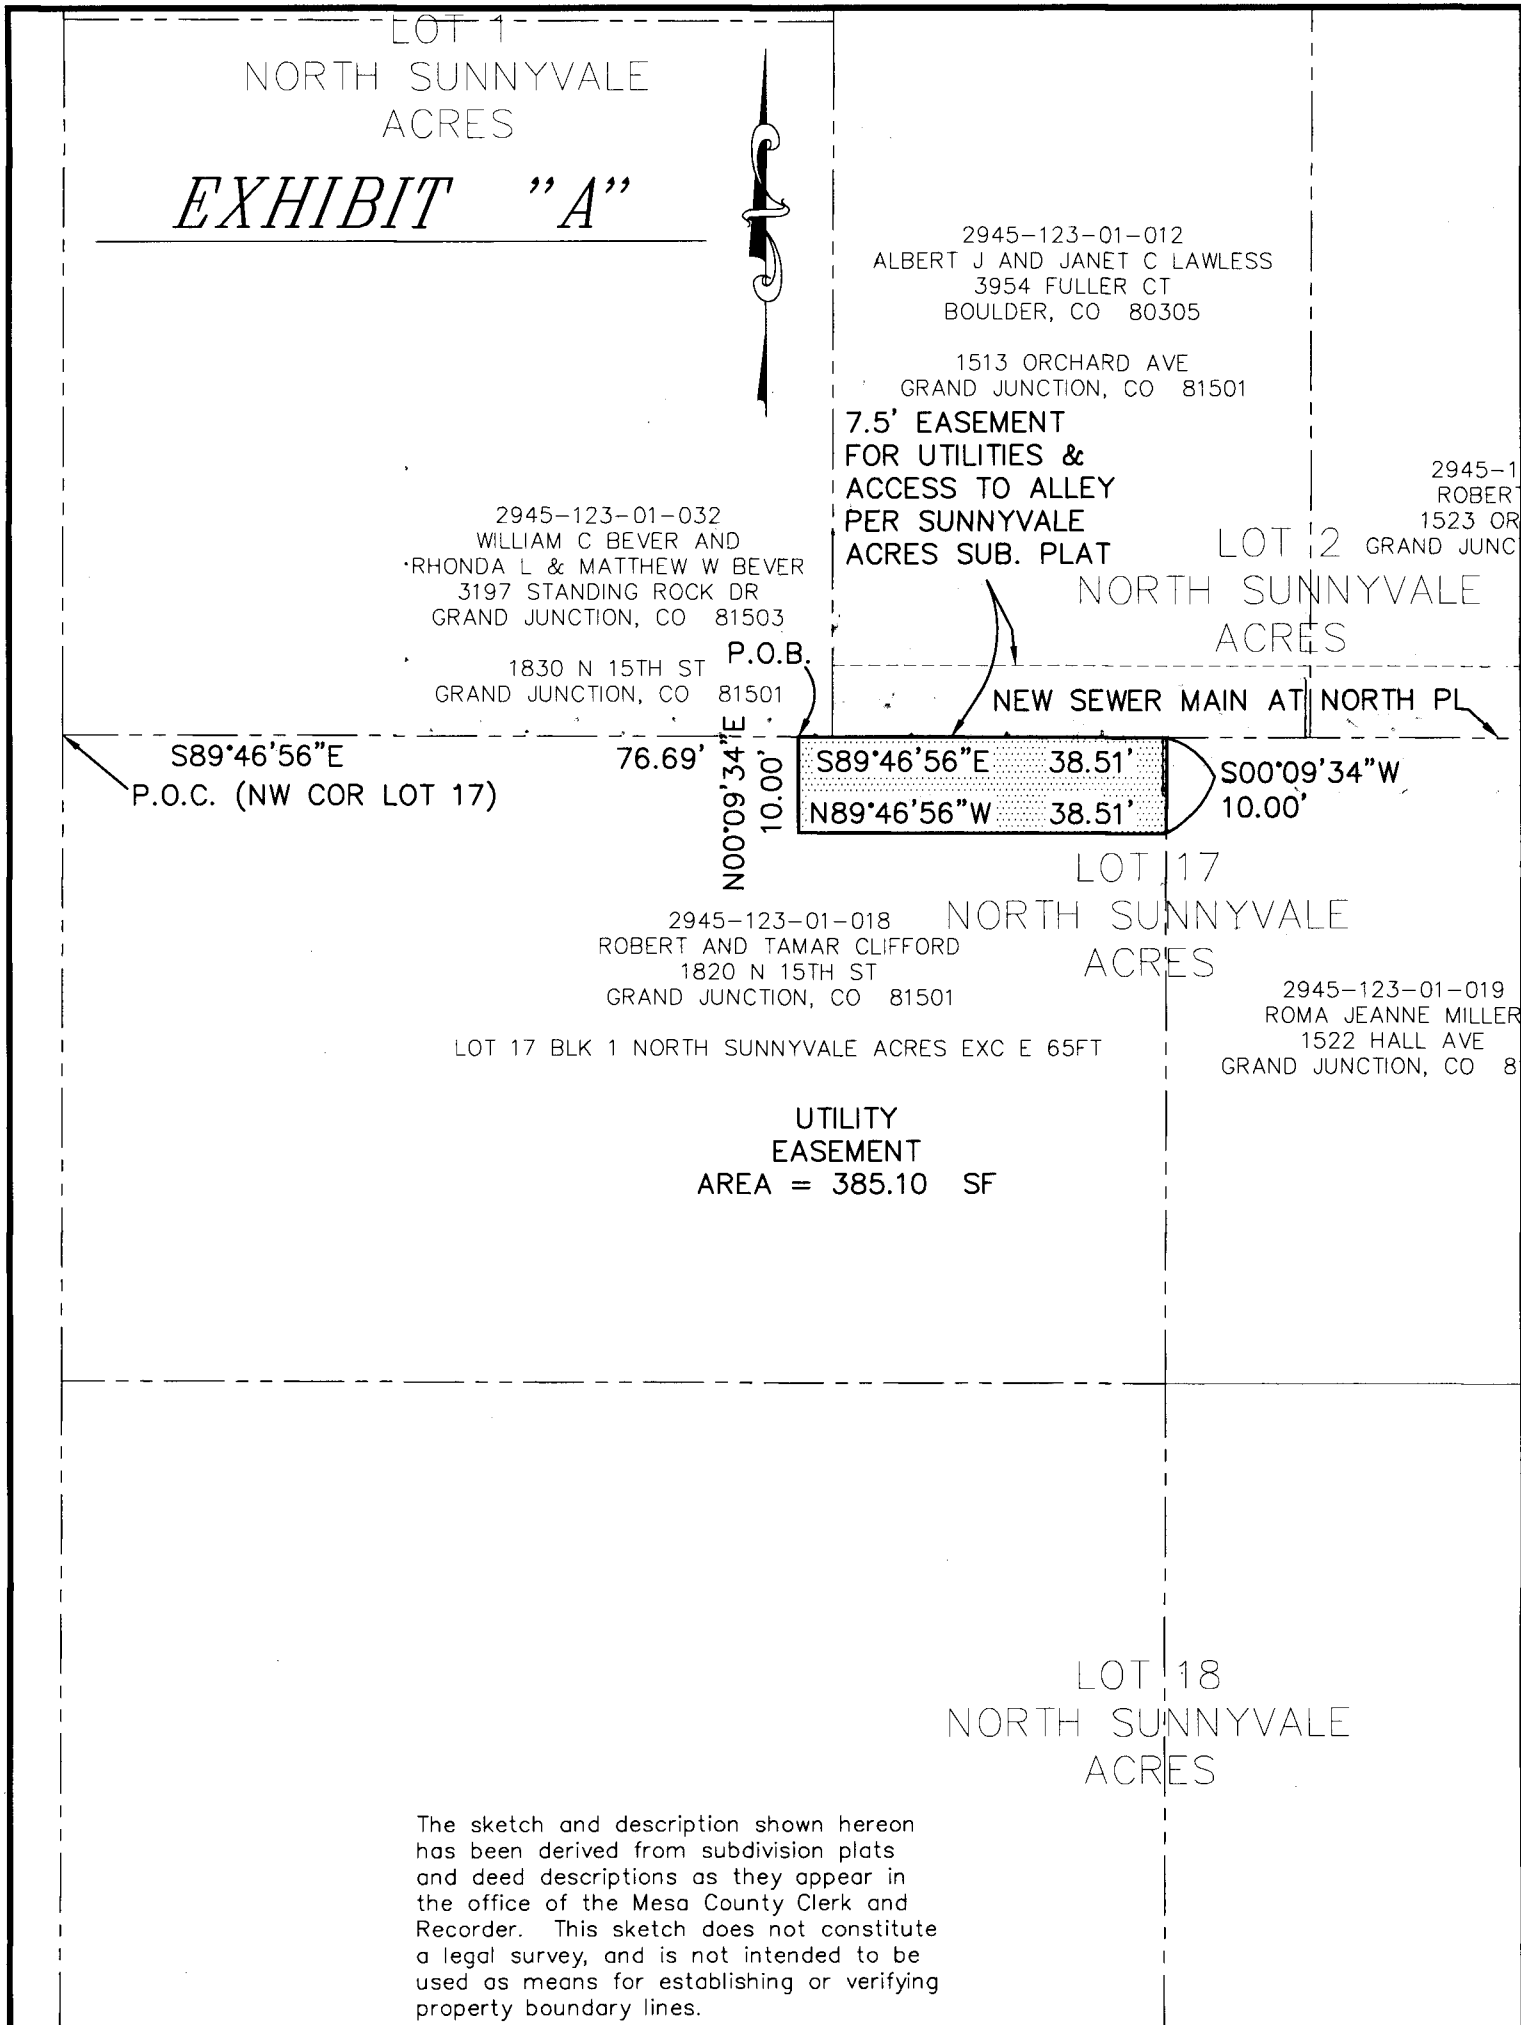 LOT 1
NORTH SUNNYVALE
ACRES
EXHIBIT "A"
2945-123-01-012
ALBERT J AND JANET C LAWLESS
3954 FULLER CT
BOULDER, CO 80305
1513 ORCHARD AVE
GRAND JUNCTION, CO 81501
7.5' EASEMENT
FOR UTILITIES &
ACCESS TO ALLEY
PER SUNNYVALE
ACRES SUB. PLAT
2945-1
ROBERT
1523 OR
GRAND JUNC
LOT 2
NORTH SUNNYVALE
ACRES
2945-123-01-032
WILLIAM C BEVER AND
RHONDA L & MATTHEW W BEVER
3197 STANDING ROCK DR
GRAND JUNCTION, CO 81503
1830 N 15TH ST
GRAND JUNCTION, CO 81501
P.O.B.
NEW SEWER MAIN AT NORTH PL
S89°46'56"E 76.69'
P.O.C. (NW COR LOT 17)
N00°09'34"E
10.00'
S89°46'56"E 38.51'
N89°46'56"W 38.51'
S00°09'34"W
10.00'
LOT 17
NORTH SUNNYVALE
ACRES
2945-123-01-018
ROBERT AND TAMAR CLIFFORD
1820 N 15TH ST
GRAND JUNCTION, CO 81501
2945-123-01-019
ROMA JEANNE MILLER
1522 HALL AVE
GRAND JUNCTION, CO 8
LOT 17 BLK 1 NORTH SUNNYVALE ACRES EXC E 65FT
UTILITY
EASEMENT
AREA = 385.10 SF
LOT 18
NORTH SUNNYVALE
ACRES
The sketch and description shown hereon
has been derived from subdivision plats
and deed descriptions as they appear in
the office of the Mesa County Clerk and
Recorder. This sketch does not constitute
a legal survey, and is not intended to be
used as means for establishing or verifying
property boundary lines.